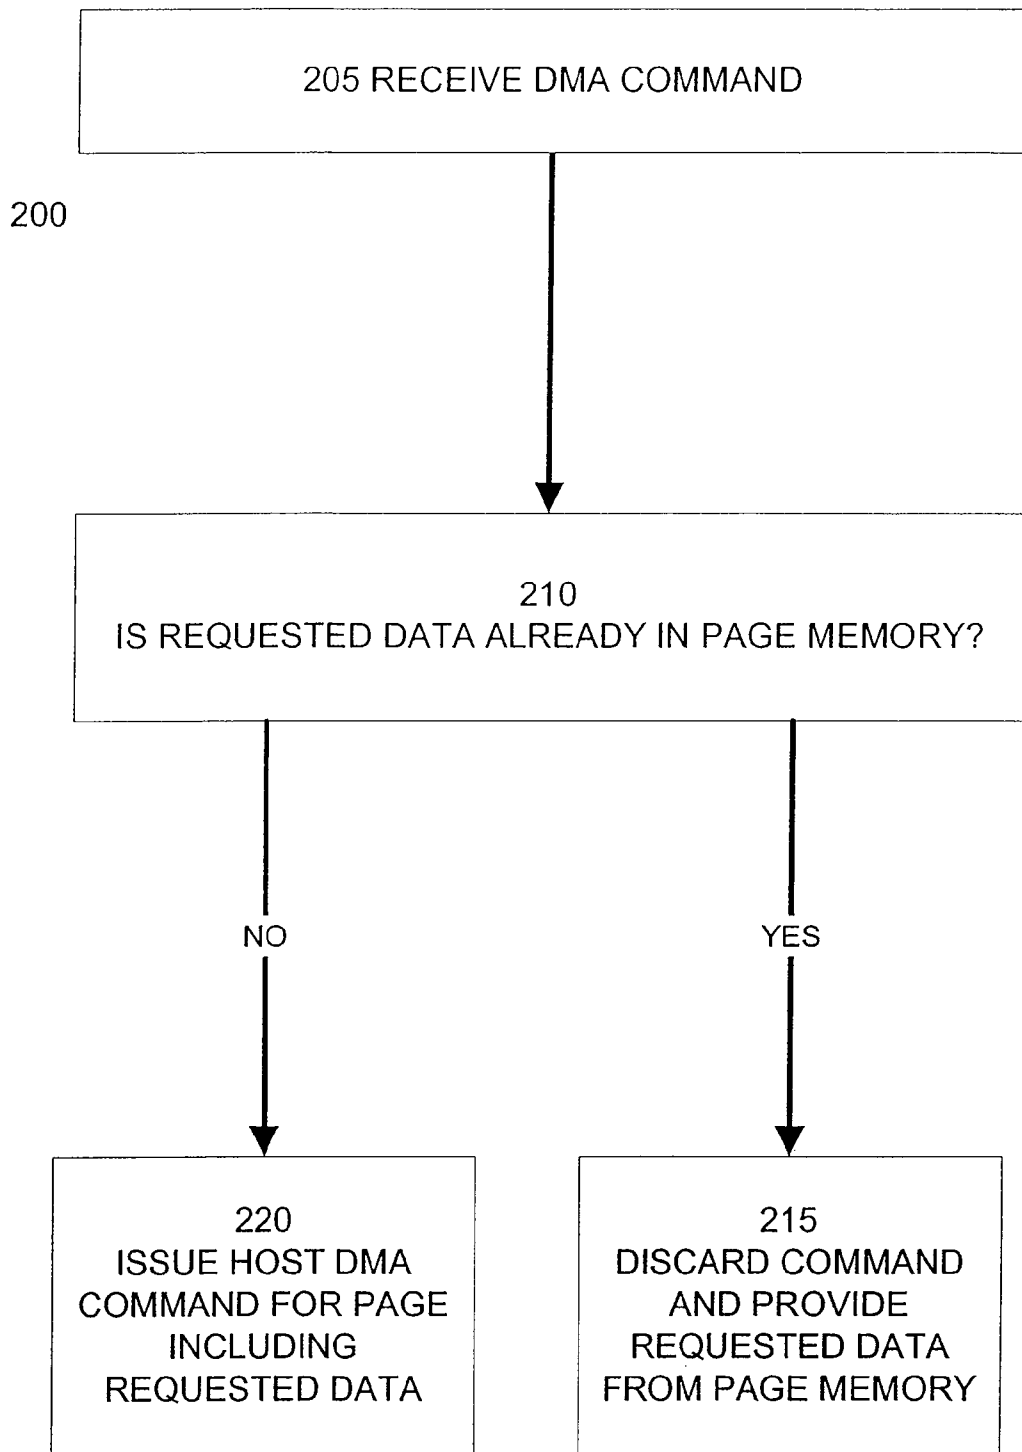 205 RECEIVE DMA COMMAND
200
210
IS REQUESTED DATA ALREADY IN PAGE MEMORY?
NO
YES
220
ISSUE HOST DMA
COMMAND FOR PAGE
INCLUDING
REQUESTED DATA
215
DISCARD COMMAND
AND PROVIDE
REQUESTED DATA
FROM PAGE MEMORY